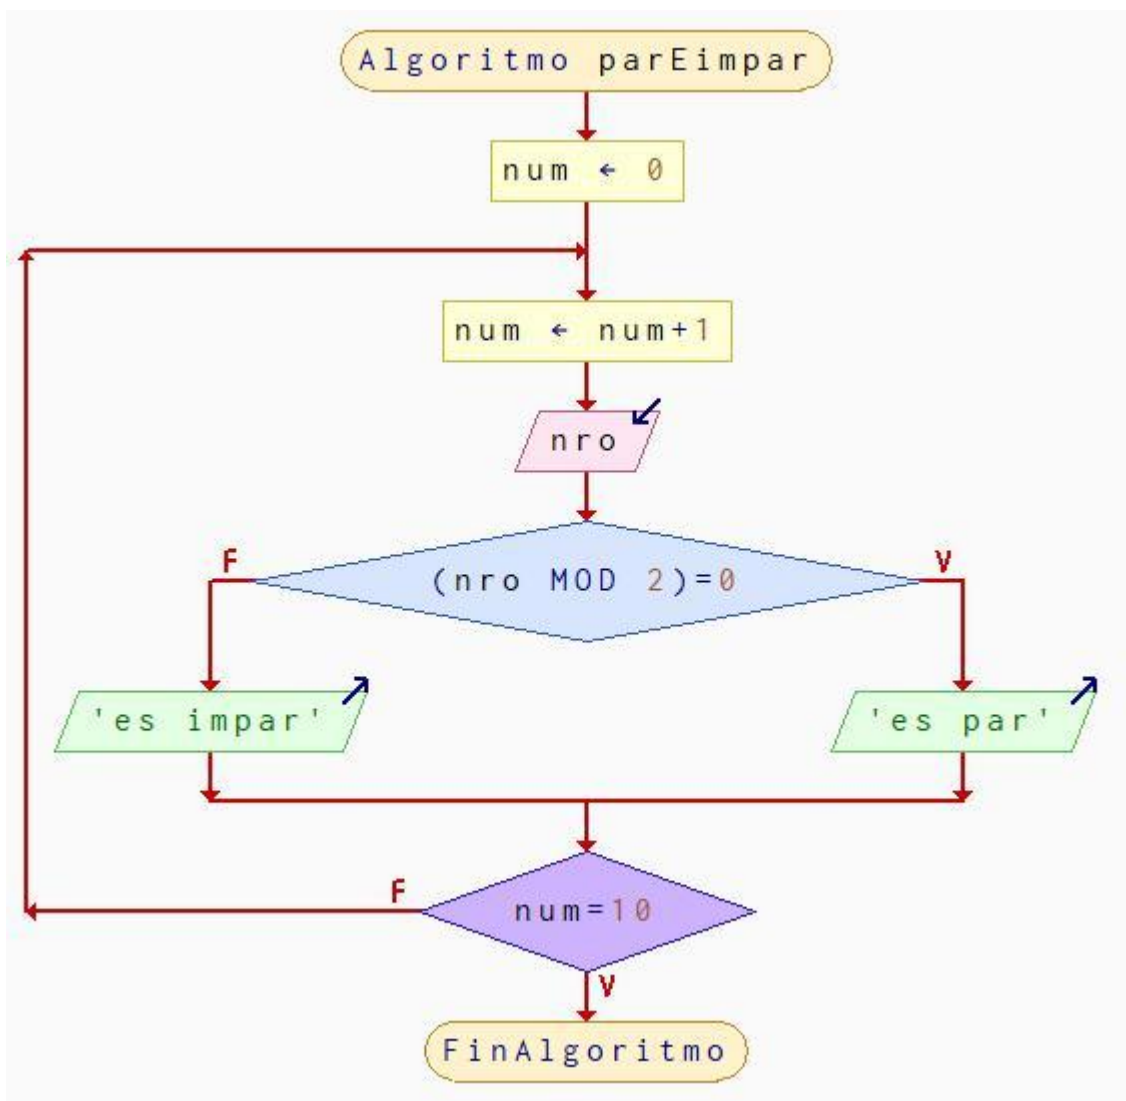 Algoritmo parEimpar
num ← 0
num ← num+1
nro
F
(nro MOD 2)=0
V
'es impar'
'es par'
F
num=10
V
FinAlgoritmo